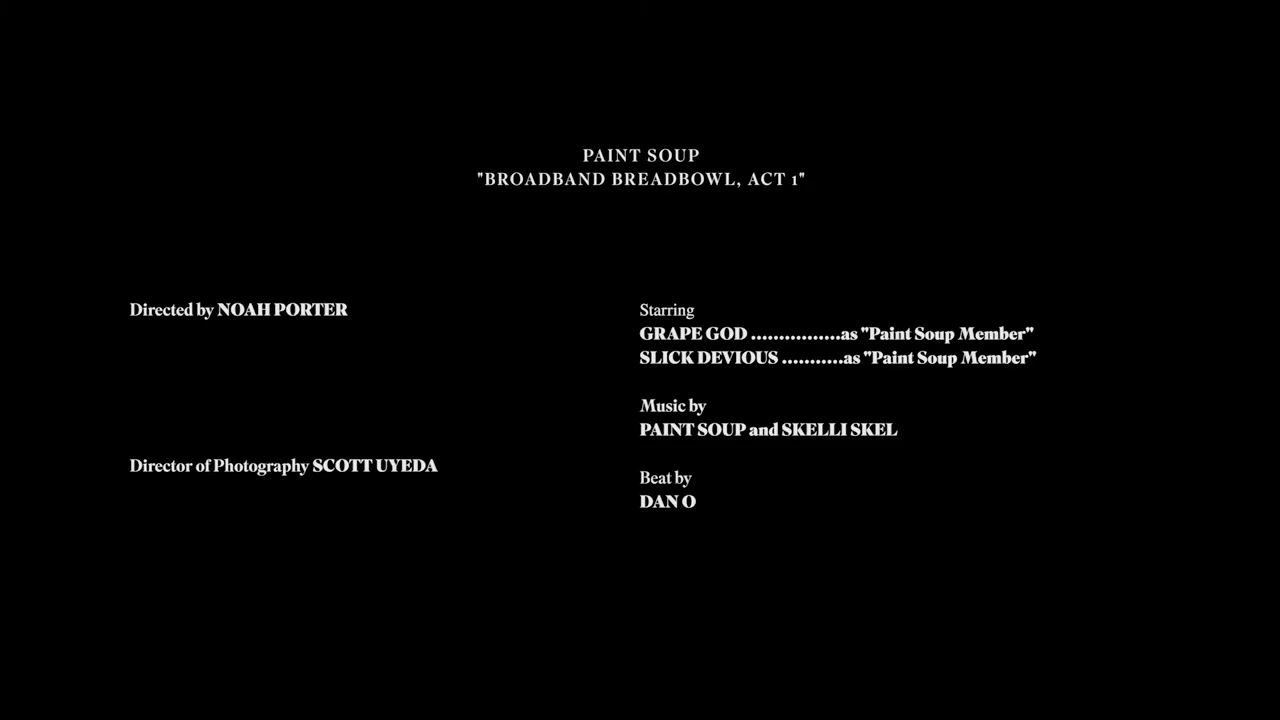 PAINT SOUP
"BROADBAND BREADBOWL, ACT 1"
Directed by NOAH PORTER
Director of Photography SCOTT UYEDA
Starring
GRAPE GOD ................as "Paint Soup Member"
SLICK DEVIOUS ...........as "Paint Soup Member"
Music by
PAINT SOUP and SKELLI SKEL
Beat by
DAN O